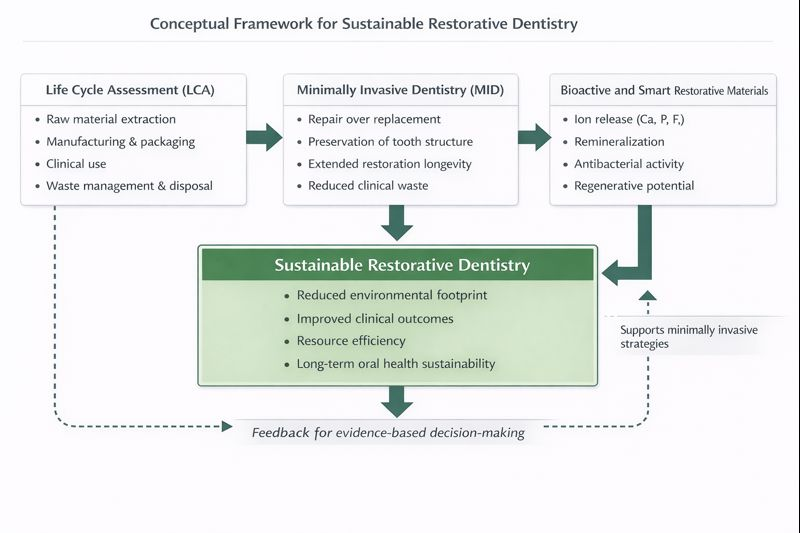 Conceptual Framework for Sustainable Restorative Dentistry
Life Cycle Assessment (LCA)
• Raw material extraction
• Manufacturing & packaging
• Clinical use
• Waste management & disposal
Minimally Invasive Dentistry (MID)
• Repair over replacement
• Preservation of tooth structure
• Extended restoration longevity
• Reduced clinical waste
Bioactive and Smart Restorative Materials
• Ion release (Ca, P, F,)
• Remineralization
• Antibacterial activity
• Regenerative potential
Sustainable Restorative Dentistry
• Reduced environmental footprint
• Improved clinical outcomes
• Resource efficiency
• Long-term oral health sustainability
Supports minimally invasive
strategies
Feedback for evidence-based decision-making